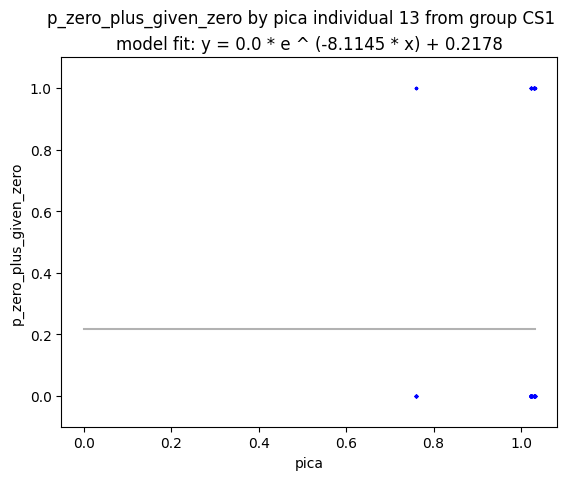 p_zero_plus_given_zero by pica individual 13 from group CS1
model fit: y = 0.0 * e ^ (-8.1145 * x) + 0.2178
p_zero_plus_given_zero
1.0
0.8
0.6
0.4
0.2
0.0
0.0 0.2 0.4 0.6 0.8 1.0
pica